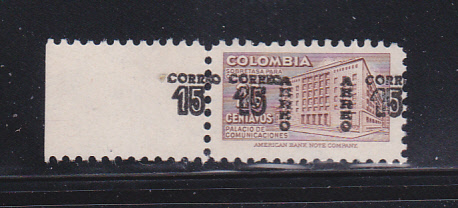 COLOMBIA
SOBRETASA PARA
CORREO CORREO CORREO
15 15 15
AEREO AEREO
CENTAVOS
PALACIO DE
COMUNICACIONES
AMERICAN BANK NOTE COMPANY